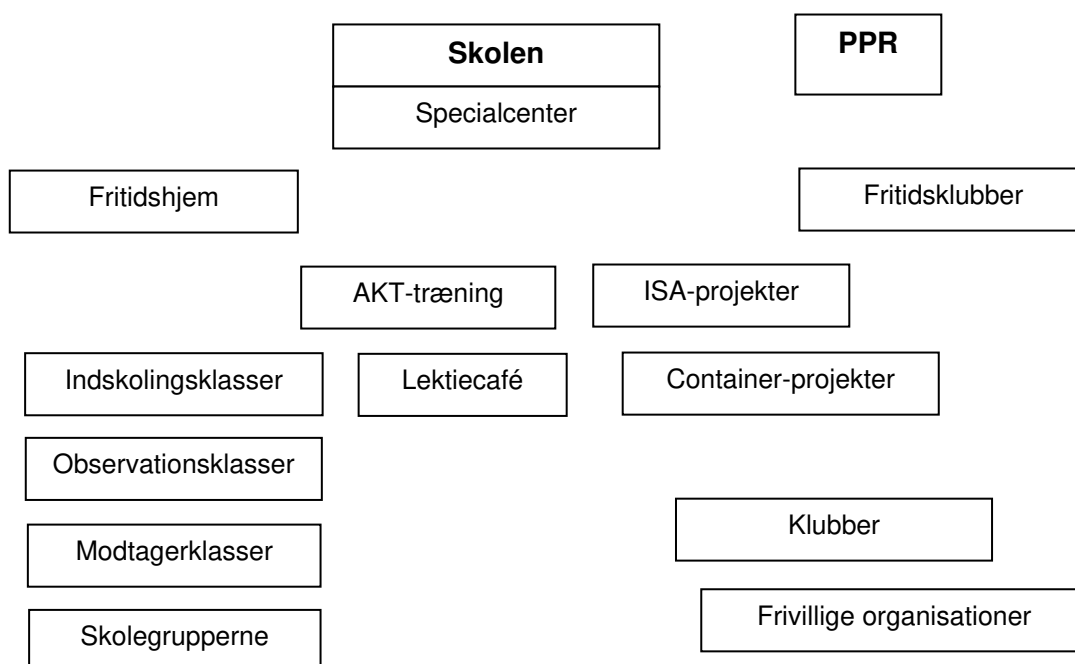 Skolen
PPR
Specialcenter
Fritidshjem
Fritidsklubber
AKT-træning
ISA-projekter
Indskolingsklasser
Lektiecafé
Container-projekter
Observationsklasser
Klubber
Modtagerklasser
Frivillige organisationer
Skolegrupperne